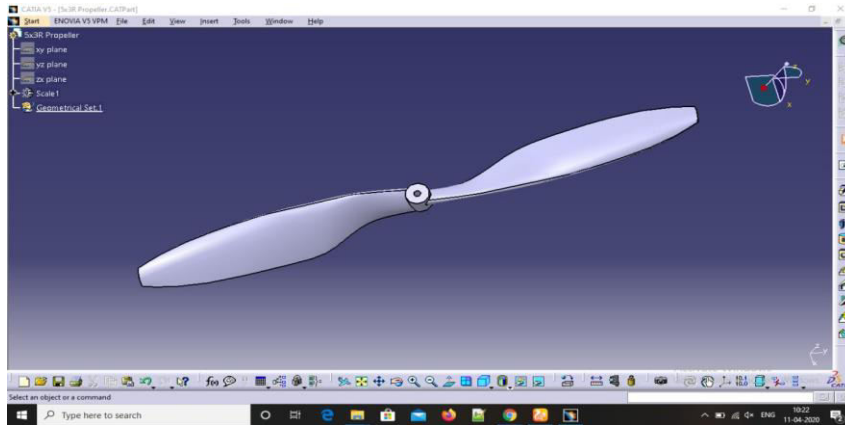 CATIA V5 - [5x3R Propeller.CATPart]
Start ENOVIA V5 VPM File Edit View Insert Tools Window Help
5x3R Propeller
xy plane
yz plane
zx plane
Scale1
Geometrical Set.1
z
y
x
Select an object or a command
Type here to search
ENG
10:22
11-04-2020